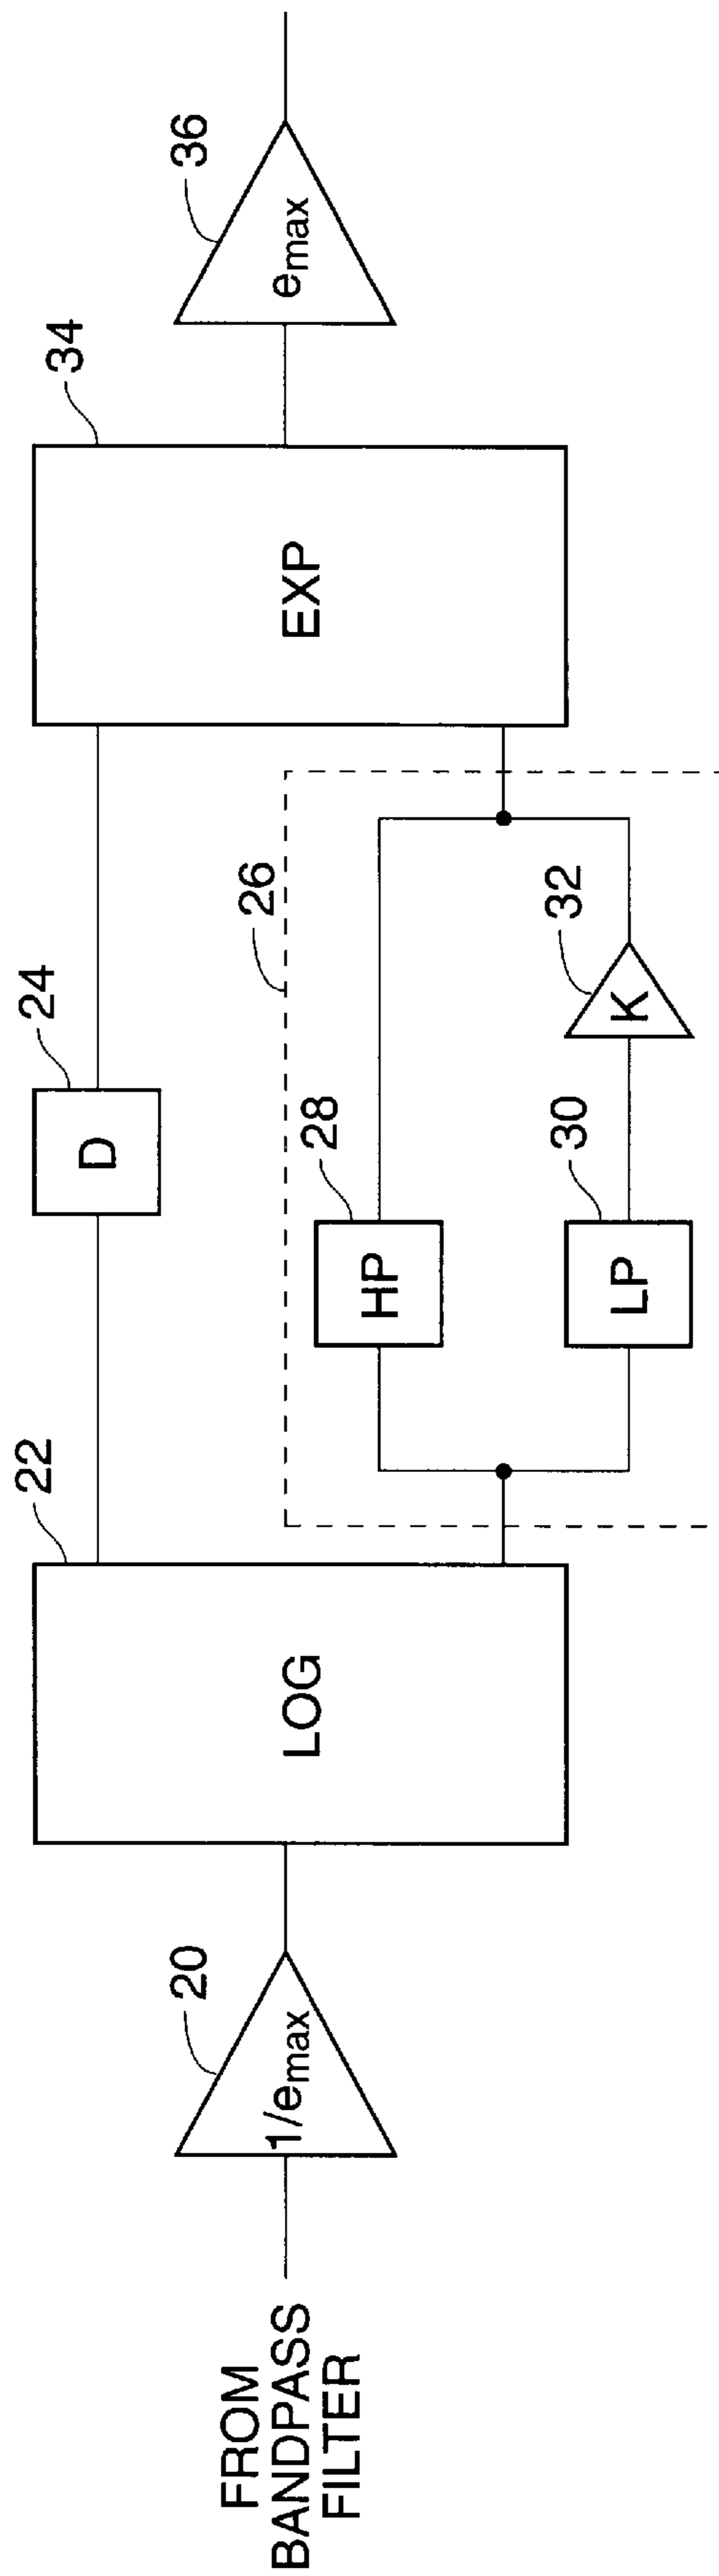 FROM
BANDPASS
FILTER
20
1/emax
22
LOG
24
D
26
28
HP
30
LP
32
K
34
EXP
36
emax